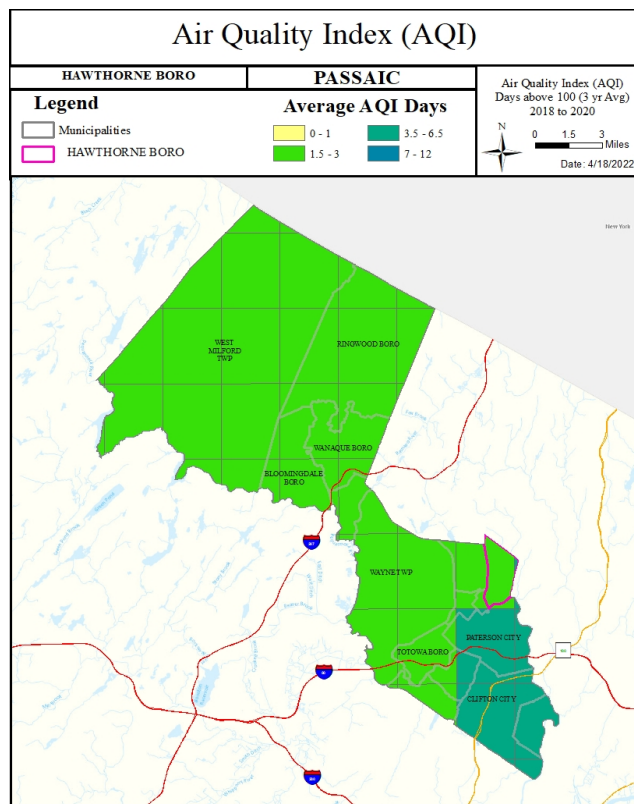 Air Quality Index (AQI)
HAWTHORNE BORO
PASSAIC
Legend
Municipalities
HAWTHORNE BORO
Average AQI Days
0 - 1
1.5 - 3
3.5 - 6.5
7 - 12
Air Quality Index (AQI)
Days above 100 (3 yr Avg)
2018 to 2020
N
0 1.5 3
Miles
Date: 4/18/2022
New York
WEST
MILFORD
TWP
RINGWOOD BORO
WANAQUE BORO
BLOOMINGDALE
BORO
WAYNE TWP
PATERSON CITY
TOTOWA BORO
CLIFTON CITY